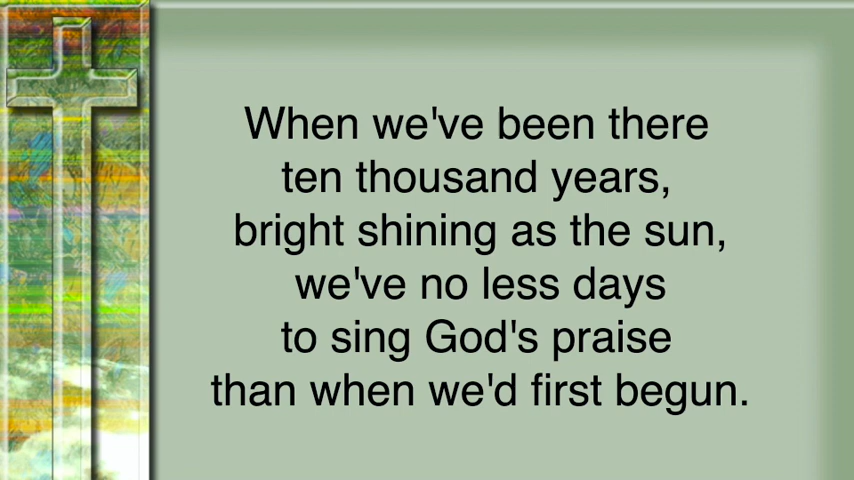 When we've been there
ten thousand years,
bright shining as the sun,
we've no less days
to sing God's praise
than when we'd first begun.